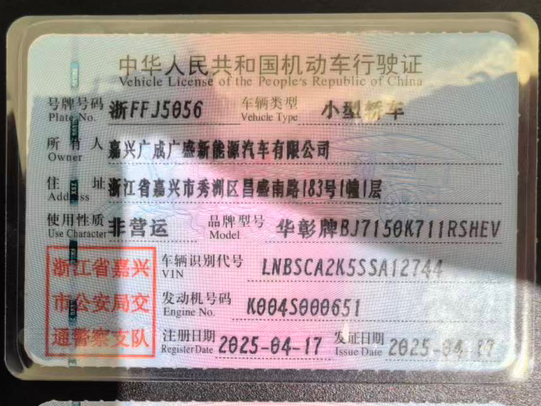 中华人民共和国机动车行驶证
Vehicle License of the People's Republic of China
号牌号码 浙FFJ5056 车辆类型 小型轿车
Plate No. Vehicle Type
所有人 嘉兴广成广盛新能源汽车有限公司
Owner
住址 浙江省嘉兴市秀洲区昌盛南路183号1幢1层
Address
使用性质 非营运 品牌型号 华彰牌BJ7150K711RSHEV
Use Character Model
浙江省嘉兴
市公安局交
通警察支队
车辆识别代号 LNBSCA2K5SSA12744
VIN
发动机号码 K004S000651
Engine No.
注册日期 2025-04-17 发证日期 2025-04-17
Register Date Issue Date